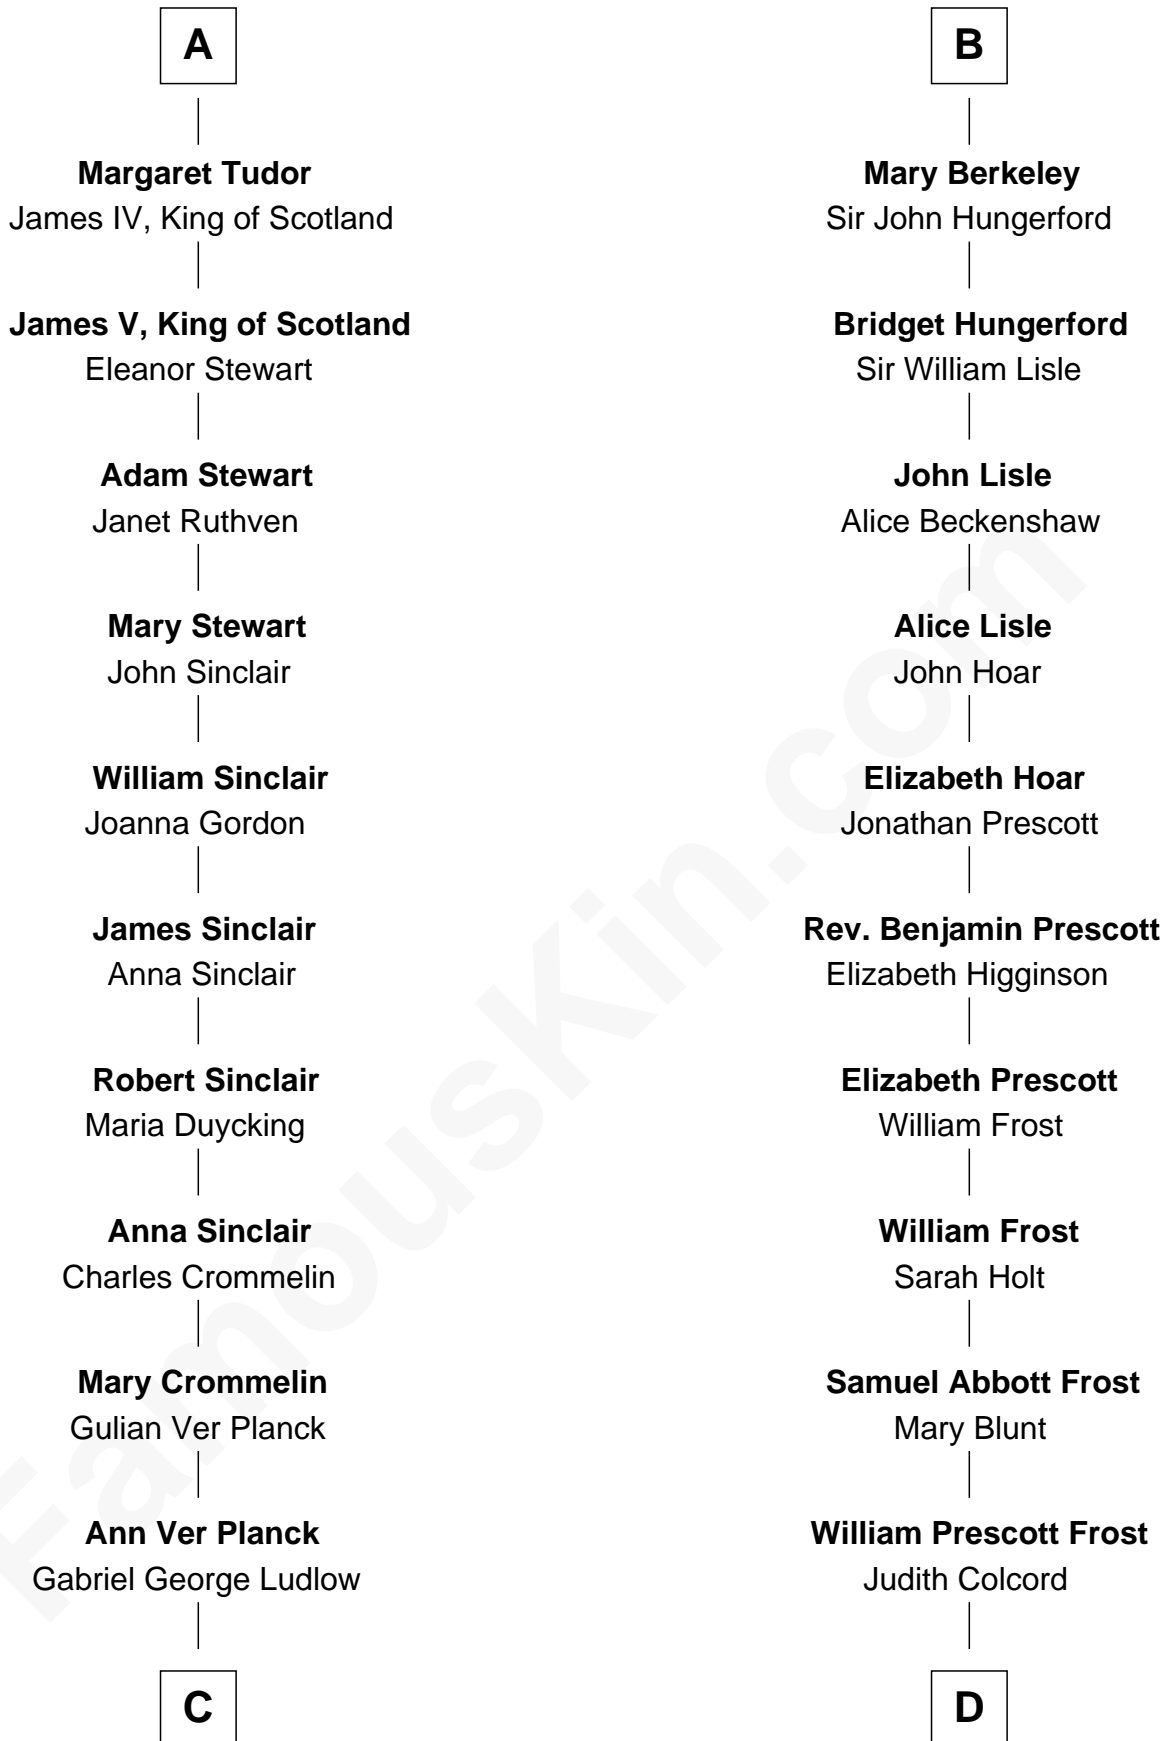 A
Margaret Tudor
James IV, King of Scotland
James V, King of Scotland
Eleanor Stewart
Adam Stewart
Janet Ruthven
Mary Stewart
John Sinclair
William Sinclair
Joanna Gordon
James Sinclair
Anna Sinclair
Robert Sinclair
Maria Duycking
Anna Sinclair
Charles Crommelin
Mary Crommelin
Gulian Ver Planck
Ann Ver Planck
Gabriel George Ludlow
C
B
Mary Berkeley
Sir John Hungerford
Bridget Hungerford
Sir William Lisle
John Lisle
Alice Beckenshaw
Alice Lisle
John Hoar
Elizabeth Hoar
Jonathan Prescott
Rev. Benjamin Prescott
Elizabeth Higginson
Elizabeth Prescott
William Frost
William Frost
Sarah Holt
Samuel Abbott Frost
Mary Blunt
William Prescott Frost
Judith Colcord
D
FamousKin.com